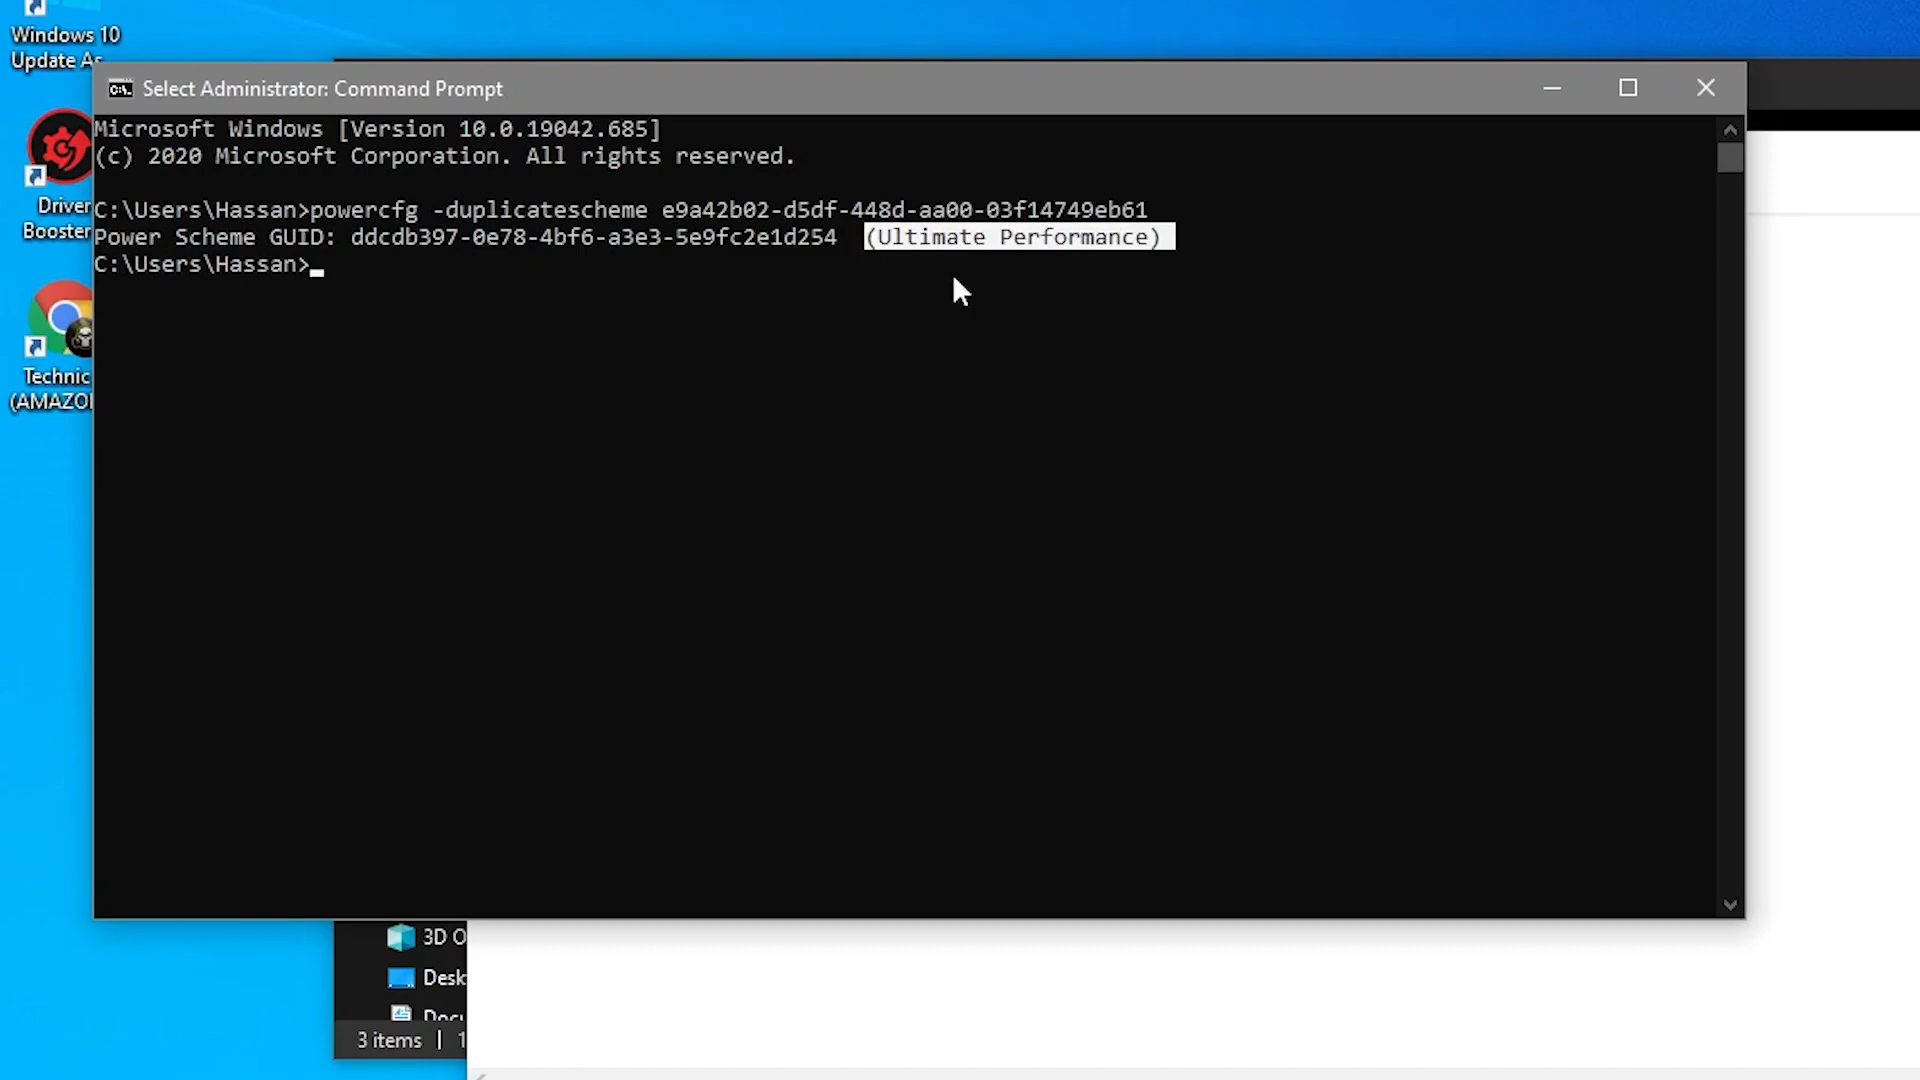 Windows 10
Update As
Select Administrator: Command Prompt
Microsoft Windows [Version 10.0.19042.685]
(c) 2020 Microsoft Corporation. All rights reserved.
C:\Users\Hassan>powercfg -duplicatescheme e9a42b02-d5df-448d-aa00-03f14749eb61
Power Scheme GUID: ddcdb397-0e78-4bf6-a3e3-5e9fc2e1d254  (Ultimate Performance)
C:\Users\Hassan>
Driver
Booster
Technic
(AMAZO
3D O
Desk
Docu
3 items